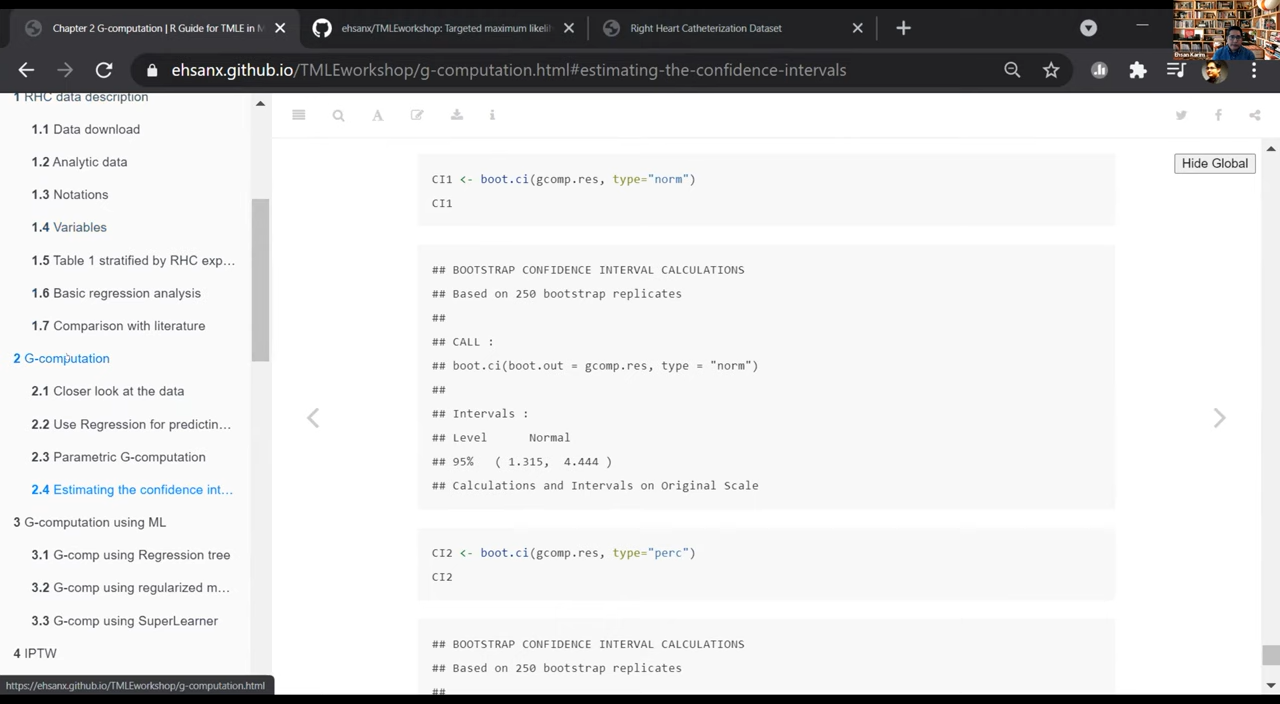 Chapter 2 G-computation | R Guide for TMLE in M
ehsanx/TMLEworkshop: Targeted maximu
Right Heart Catheterization Dataset
ehsanx.github.io/TMLEworkshop/g-computation.html#estimating-the-confidence-intervals
Ehsan Karim
1 RHC data description
1.1 Data download
1.2 Analytic data
1.3 Notations
1.4 Variables
1.5 Table 1 stratified by RHC exp...
1.6 Basic regression analysis
1.7 Comparison with literature
2 G-computation
2.1 Closer look at the data
2.2 Use Regression for predictin...
2.3 Parametric G-computation
2.4 Estimating the confidence int...
3 G-computation using ML
3.1 G-comp using Regression tree
3.2 G-comp using regularized m...
3.3 G-comp using SuperLearner
4 IPTW
https://ehsanx.github.io/TMLEworkshop/g-computation.html
Hide Global
CI1 <- boot.ci(gcomp.res, type="norm")
CI1
## BOOTSTRAP CONFIDENCE INTERVAL CALCULATIONS
## Based on 250 bootstrap replicates
##
## CALL :
## boot.ci(boot.out = gcomp.res, type = "norm")
##
## Intervals :
## Level Normal
## 95% ( 1.315, 4.444 )
## Calculations and Intervals on Original Scale
CI2 <- boot.ci(gcomp.res, type="perc")
CI2
## BOOTSTRAP CONFIDENCE INTERVAL CALCULATIONS
## Based on 250 bootstrap replicates
##